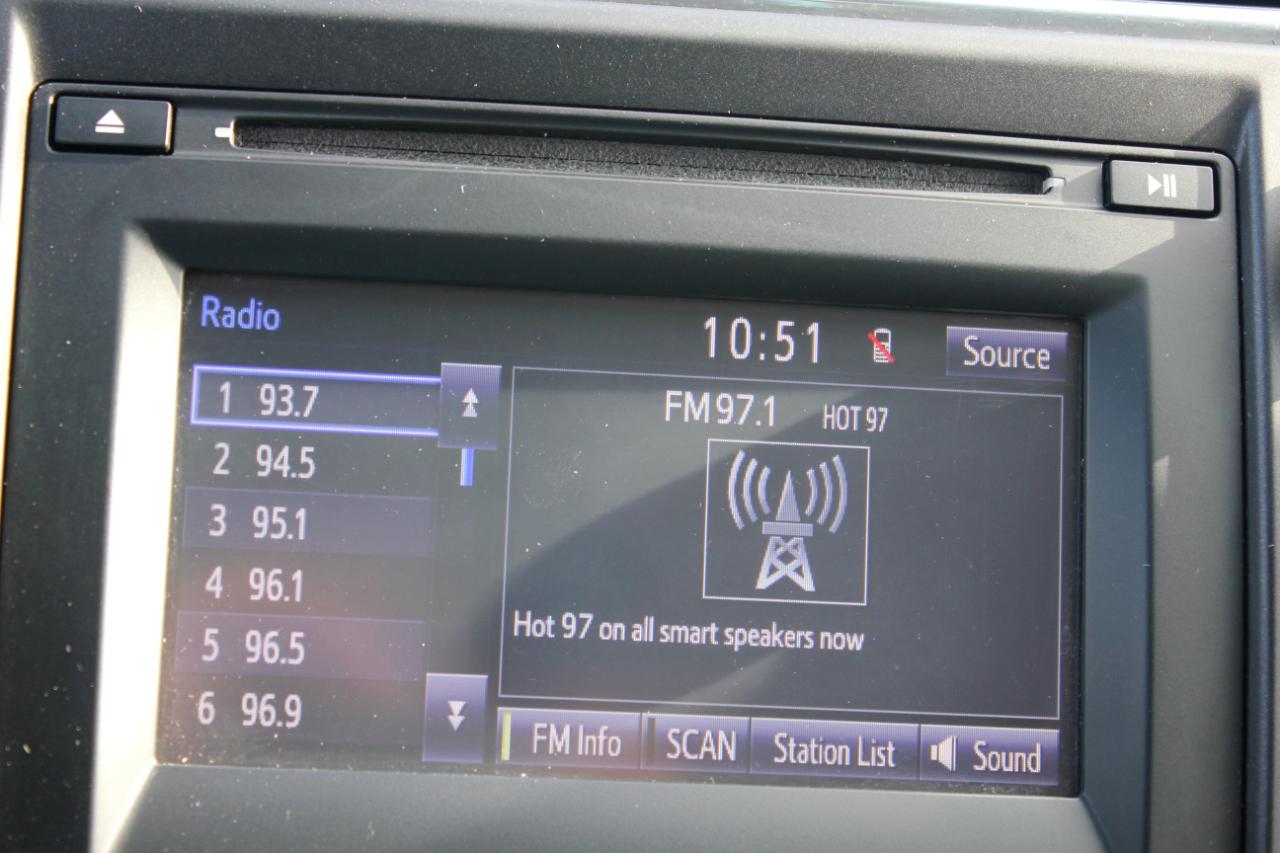 Radio
10:51
Source
1 93.7
2 94.5
3 95.1
4 96.1
5 96.5
6 96.9
FM 97.1 HOT 97
Hot 97 on all smart speakers now
FM Info SCAN Station List Sound